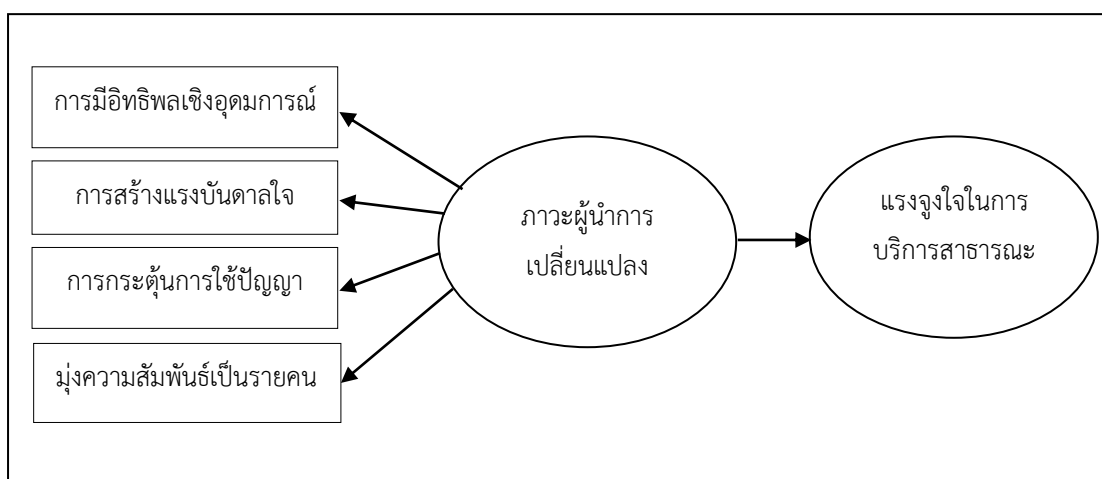 การมีอิทธิพลเชิงอุดมการณ์
การสร้างแรงบันดาลใจ
การกระตุ้นการใช้ปัญญา
มุ่งความสัมพันธ์เป็นรายคน
ภาวะผู้นำการ
เปลี่ยนแปลง
แรงจูงใจในการ
บริการสาธารณะ